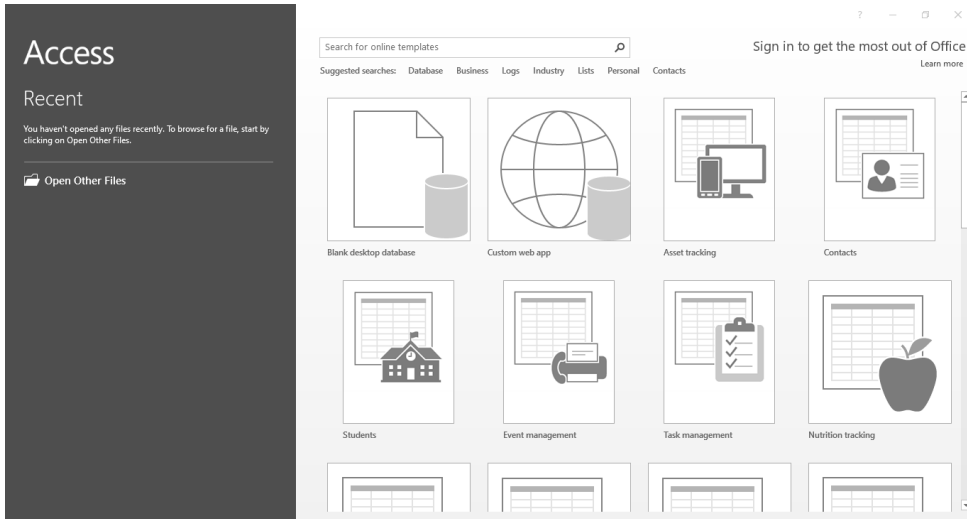 Access
Recent
You haven't opened any files recently. To browse for a file, start by
clicking on Open Other Files.
Open Other Files
?
Search for online templates
Sign in to get the most out of Office
Learn more
Suggested searches: Database Business Logs Industry Lists Personal Contacts
Blank desktop database
Custom web app
Asset tracking
Contacts
Students
Event management
Task management
Nutrition tracking